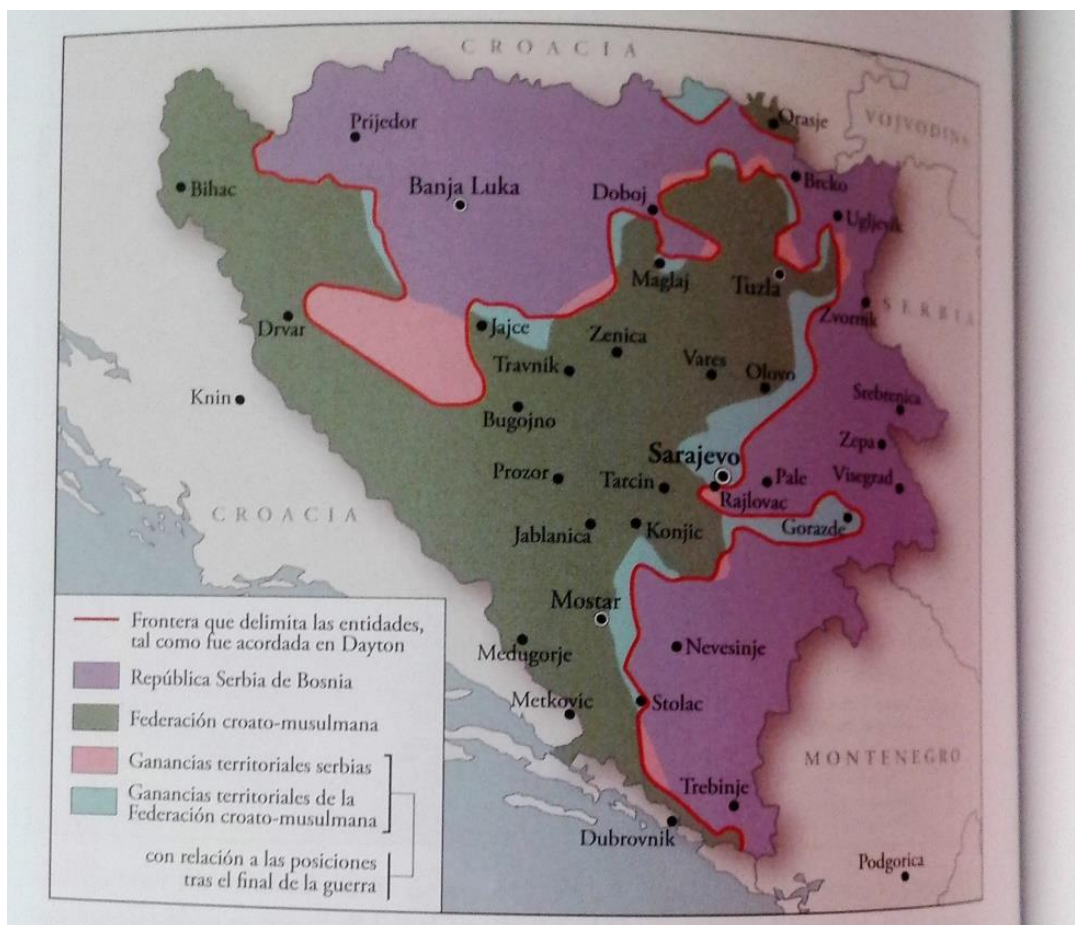 CROACIA
Orasje
VOJVODINA
Prijedor
Bihac
Banja Luka
Doboj
Brcko
Ugljevik
Maglaj
Tuzla
Zvornik
SERBIA
Drvar
Jajce
Zenica
Travnik
Vares
Olovo
Knin
Bugojno
Srebrenica
Zepa
Sarajevo
Prozor
Tarcin
Pale
Visegrad
Rajlovac
CROACIA
Jablanica
Konjic
Gorazde
Mostar
Medugorje
Nevesinje
Metkovic
Stolac
MONTENEGRO
Trebinje
Dubrovnik
Podgorica
Frontera que delimita las entidades,
tal como fue acordada en Dayton
República Serbia de Bosnia
Federación croato-musulmana
Ganancias territoriales serbias
Ganancias territoriales de la
Federación croato-musulmana
con relación a las posiciones
tras el final de la guerra